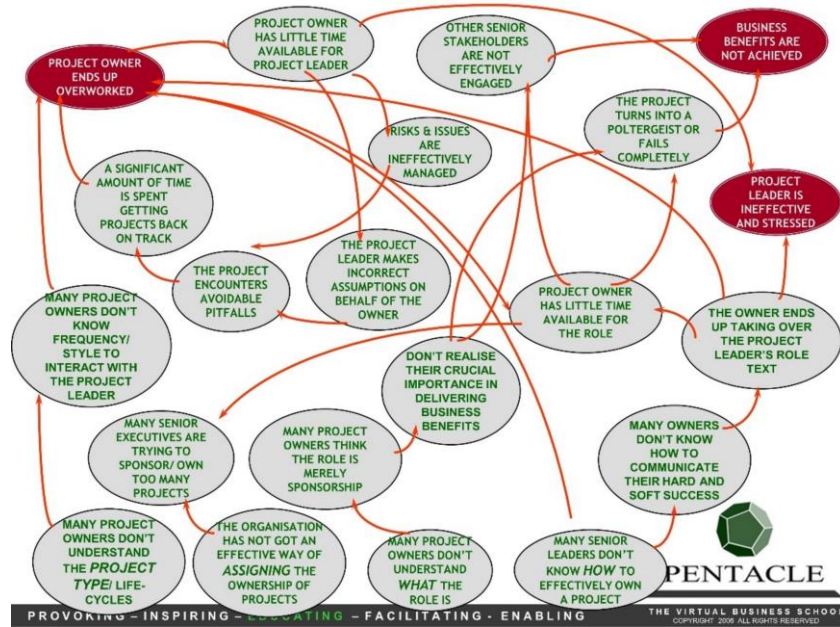 PROJECT OWNER
HAS LITTLE TIME
AVAILABLE FOR
PROJECT LEADER
OTHER SENIOR
STAKEHOLDERS
ARE NOT
EFFECTIVELY
ENGAGED
BUSINESS
BENEFITS ARE
NOT ACHIEVED
PROJECT OWNER
ENDS UP
OVERWORKED
THE PROJECT
TURNS INTO A
POLTERGEIST OR
FAILS
COMPLETELY
RISKS & ISSUES
ARE
INEFFECTIVELY
MANAGED
A SIGNIFICANT
AMOUNT OF TIME
IS SPENT
GETTING
PROJECTS BACK
ON TRACK
PROJECT
LEADER IS
INEFFECTIVE
AND STRESSED
THE PROJECT
ENCOUNTERS
AVOIDABLE
PITFALLS
THE PROJECT
LEADER MAKES
INCORRECT
ASSUMPTIONS ON
BEHALF OF THE
OWNER
PROJECT OWNER
HAS LITTLE TIME
AVAILABLE FOR
THE ROLE
THE OWNER ENDS
UP TAKING OVER
THE PROJECT
LEADER'S ROLE
TEXT
MANY PROJECT
OWNERS DON'T
KNOW
FREQUENCY/
STYLE TO
INTERACT WITH
THE PROJECT
LEADER
DON'T REALISE
THEIR CRUCIAL
IMPORTANCE IN
DELIVERING
BUSINESS
BENEFITS
MANY SENIOR
EXECUTIVES ARE
TRYING TO
SPONSOR/ OWN
TOO MANY
PROJECTS
MANY PROJECT
OWNERS THINK
THE ROLE IS
MERELY
SPONSORSHIP
MANY OWNERS
DON'T KNOW
HOW TO
COMMUNICATE
THEIR HARD AND
SOFT SUCCESS
MANY PROJECT
OWNERS DON'T
UNDERSTAND
THE PROJECT
TYPE/ LIFE-
CYCLES
THE ORGANISATION
HAS NOT GOT AN
EFFECTIVE WAY OF
ASSIGNING THE
OWNERSHIP OF
PROJECTS
MANY PROJECT
OWNERS DON'T
UNDERSTAND
WHAT THE
ROLE IS
MANY SENIOR
LEADERS DON'T
KNOW HOW TO
EFFECTIVELY OWN
A PROJECT
PENTACLE
PROVOKING – INSPIRING – EDUCATING – FACILITATING - ENABLING
THE VIRTUAL BUSINESS SCHOOL
COPYRIGHT 2006 ALL RIGHTS RESERVED